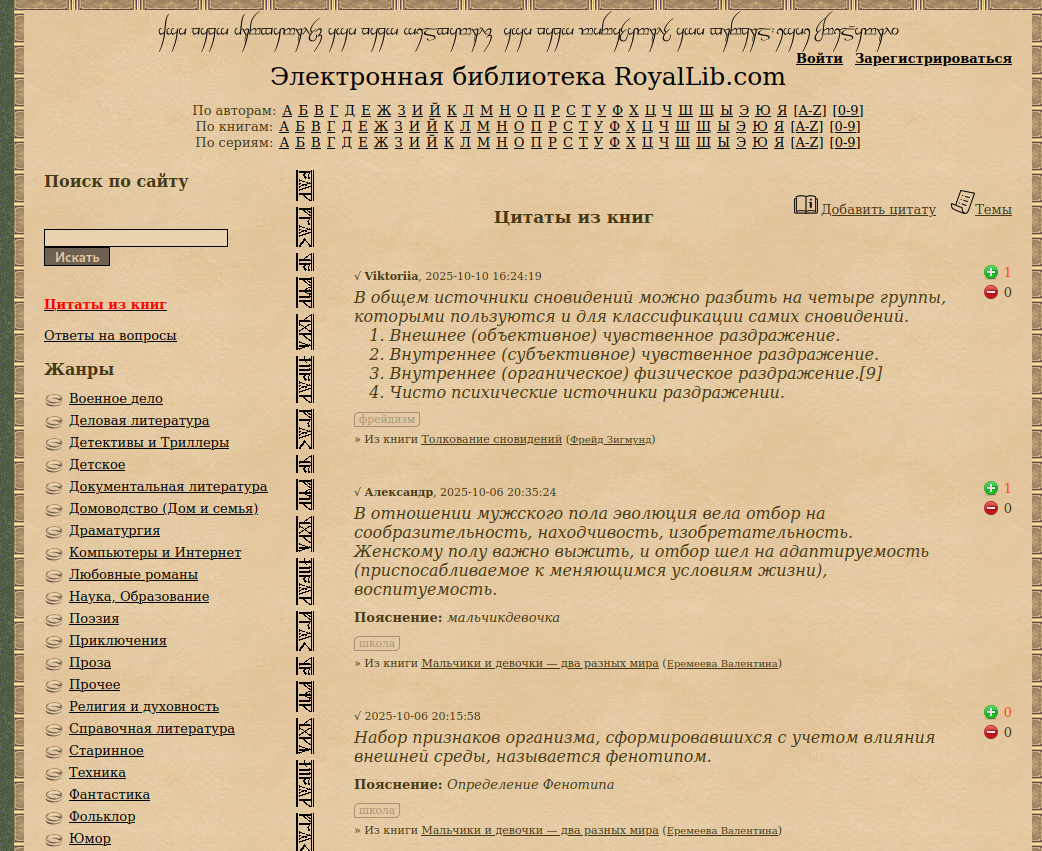 Войти Зарегистрироваться
Электронная библиотека RoyalLib.com
По авторам: А Б В Г Д Е Ж З И Й К Л М Н О П Р С Т У Ф Х Ц Ч Ш Щ Ы Э Ю Я [A-Z] [0-9]
По книгам: А Б В Г Д Е Ж З И Й К Л М Н О П Р С Т У Ф Х Ц Ч Ш Щ Ы Э Ю Я [A-Z] [0-9]
По сериям: А Б В Г Д Е Ж З И Й К Л М Н О П Р С Т У Ф Х Ц Ч Ш Щ Ы Э Ю Я [A-Z] [0-9]
Поиск по сайту
Искать
Цитаты из книг
Ответы на вопросы
Жанры
Военное дело
Деловая литература
Детективы и Триллеры
Детское
Документальная литература
Домоводство (Дом и семья)
Драматургия
Компьютеры и Интернет
Любовные романы
Наука, Образование
Поэзия
Приключения
Проза
Прочее
Религия и духовность
Справочная литература
Старинное
Техника
Фантастика
Фольклор
Юмор
Добавить цитату Темы
Цитаты из книг
√ Viktoriia, 2025-10-10 16:24:19
1
0
В общем источники сновидений можно разбить на четыре группы,
которыми пользуются и для классификации самих сновидений.
1. Внешнее (объективное) чувственное раздражение.
2. Внутреннее (субъективное) чувственное раздражение.
3. Внутреннее (органическое) физическое раздражение.[9]
4. Чисто психические источники раздражении.
фрейдизм
» Из книги Толкование сновидений (Фрейд Зигмунд)
√ Александр, 2025-10-06 20:35:24
1
0
В отношении мужского пола эволюция вела отбор на
сообразительность, находчивость, изобретательность.
Женскому полу важно выжить, и отбор шел на адаптируемость
(приспосабливаемое к меняющимся условиям жизни),
воспитуемость.
Пояснение: мальчикдевочка
школа
» Из книги Мальчики и девочки — два разных мира (Еремеева Валентина)
√ 2025-10-06 20:15:58
0
0
Набор признаков организма, сформировавшихся с учетом влияния
внешней среды, называется фенотипом.
Пояснение: Определение Фенотипа
школа
» Из книги Мальчики и девочки — два разных мира (Еремеева Валентина)